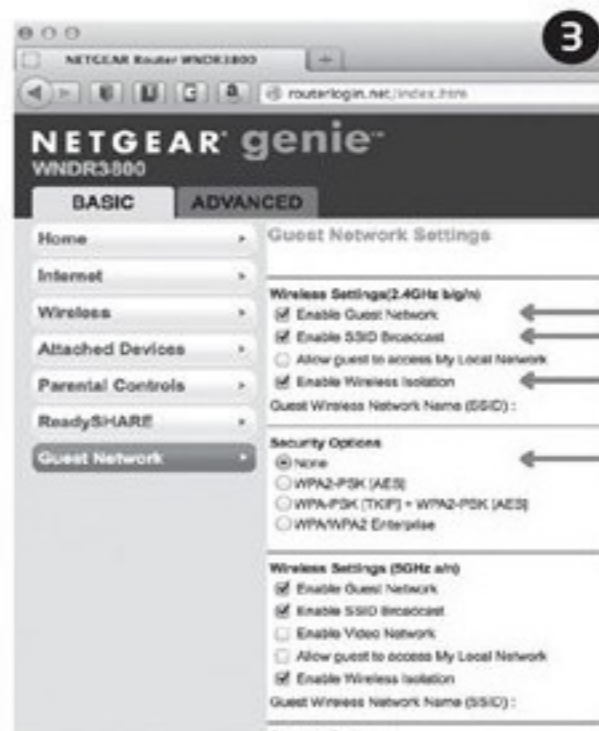 3
NETGEAR Router WNDR3800
routerlogin.net/index.htm
NETGEAR® genie™
WNDR3800
BASIC ADVANCED
Home
Internet
Wireless
Attached Devices
Parental Controls
ReadySHARE
Guest Network
Guest Network Settings
Wireless Settings(2.4GHz b/g/n)
Enable Guest Network
Enable SSID Broadcast
Allow guest to access My Local Network
Enable Wireless Isolation
Guest Wireless Network Name (SSID) :
Security Options
None
WPA2-PSK [AES]
WPA-PSK [TKIP] + WPA2-PSK [AES]
WPA/WPA2 Enterprise
Wireless Settings (5GHz a/n)
Enable Guest Network
Enable SSID Broadcast
Enable Video Network
Allow guest to access My Local Network
Enable Wireless Isolation
Guest Wireless Network Name (SSID) :